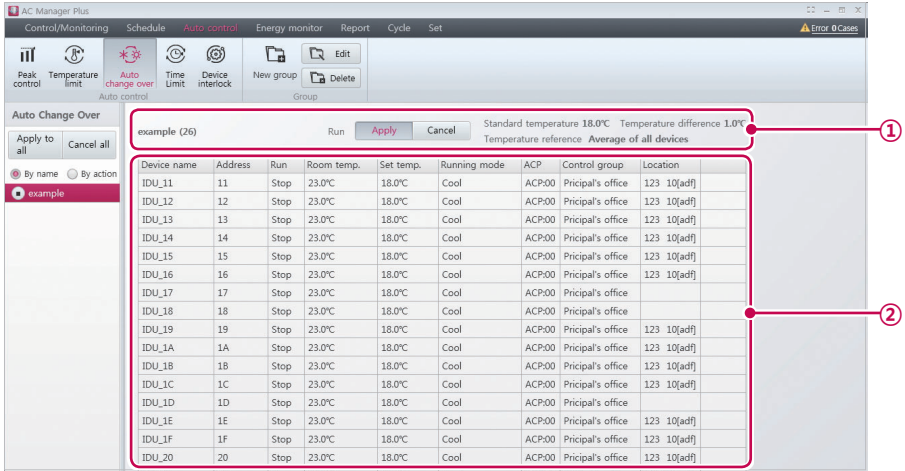 AC Manager Plus
Control/Monitoring Schedule Auto control Energy monitor Report Cycle Set Error 0 Cases
Peak control Temperature limit Auto change over Time Limit Device interlock New group Edit Delete
Auto control Group
Auto Change Over
Apply to all Cancel all
By name By action
example
example (26) Run Apply Cancel Standard temperature 18.0℃ Temperature difference 1.0℃
Temperature reference Average of all devices
①
Device name Address Run Room temp. Set temp. Running mode ACP Control group Location
IDU_11 11 Stop 23.0℃ 18.0℃ Cool ACP:00 Pricipal's office 123 10[adf]
IDU_12 12 Stop 23.0℃ 18.0℃ Cool ACP:00 Pricipal's office 123 10[adf]
IDU_13 13 Stop 23.0℃ 18.0℃ Cool ACP:00 Pricipal's office 123 10[adf]
IDU_14 14 Stop 23.0℃ 18.0℃ Cool ACP:00 Pricipal's office 123 10[adf]
IDU_15 15 Stop 23.0℃ 18.0℃ Cool ACP:00 Pricipal's office 123 10[adf]
IDU_16 16 Stop 23.0℃ 18.0℃ Cool ACP:00 Pricipal's office 123 10[adf]
IDU_17 17 Stop 23.0℃ 18.0℃ Cool ACP:00 Pricipal's office
IDU_18 18 Stop 23.0℃ 18.0℃ Cool ACP:00 Pricipal's office
②
IDU_19 19 Stop 23.0℃ 18.0℃ Cool ACP:00 Pricipal's office 123 10[adf]
IDU_1A 1A Stop 23.0℃ 18.0℃ Cool ACP:00 Pricipal's office 123 10[adf]
IDU_1B 1B Stop 23.0℃ 18.0℃ Cool ACP:00 Pricipal's office 123 10[adf]
IDU_1C 1C Stop 23.0℃ 18.0℃ Cool ACP:00 Pricipal's office 123 10[adf]
IDU_1D 1D Stop 23.0℃ 18.0℃ Cool ACP:00 Pricipal's office
IDU_1E 1E Stop 23.0℃ 18.0℃ Cool ACP:00 Pricipal's office 123 10[adf]
IDU_1F 1F Stop 23.0℃ 18.0℃ Cool ACP:00 Pricipal's office 123 10[adf]
IDU_20 20 Stop 23.0℃ 18.0℃ Cool ACP:00 Pricipal's office 123 10[adf]